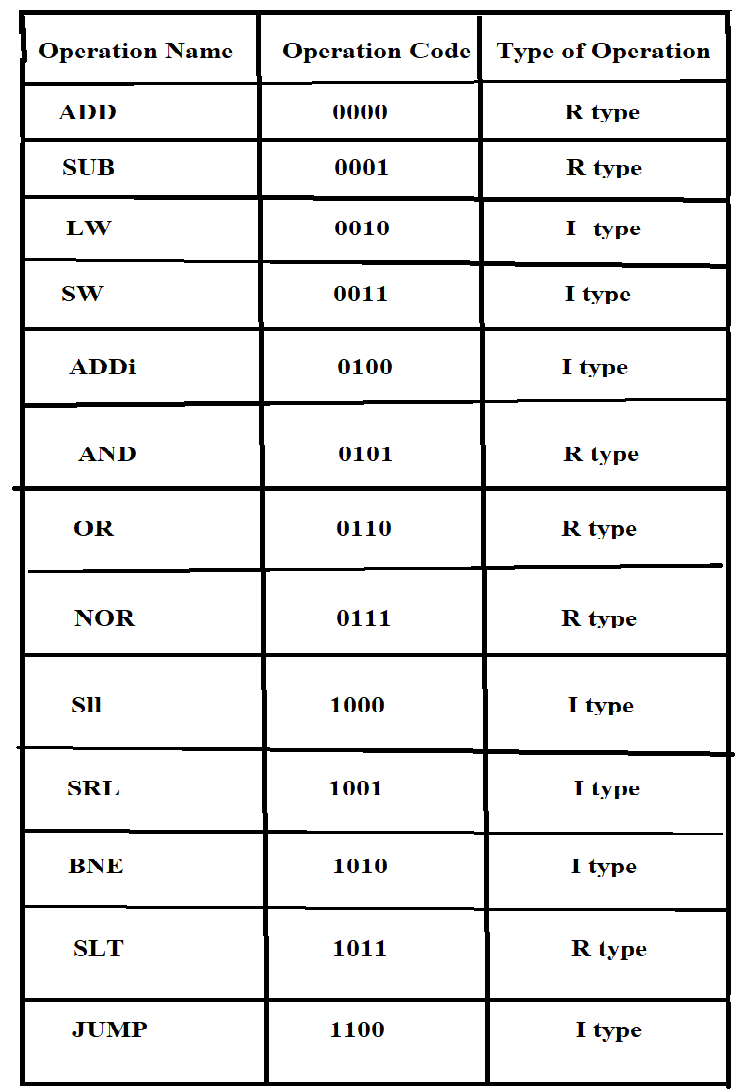 Operation Name Operation Code Type of Operation
ADD 0000 R type
SUB 0001 R type
LW 0010 I type
SW 0011 I type
ADDi 0100 I type
AND 0101 R type
OR 0110 R type
NOR 0111 R type
Sll 1000 I type
SRL 1001 I type
BNE 1010 I type
SLT 1011 R type
JUMP 1100 I type